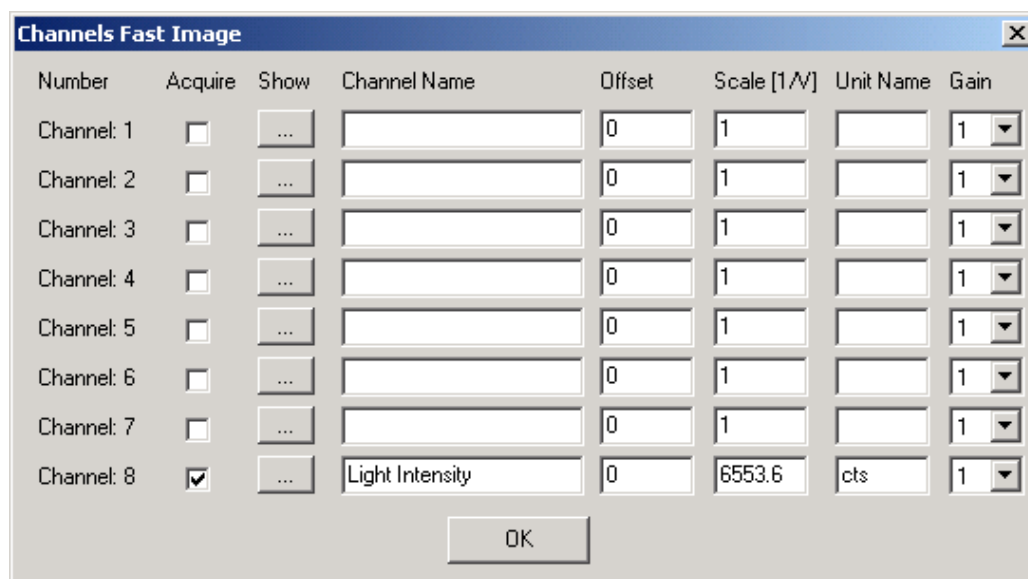 Channels Fast Image
Number Acquire Show Channel Name Offset Scale [1/V] Unit Name Gain
Channel: 1 ... 0 1 1
Channel: 2 ... 0 1 1
Channel: 3 ... 0 1 1
Channel: 4 ... 0 1 1
Channel: 5 ... 0 1 1
Channel: 6 ... 0 1 1
Channel: 7 ... 0 1 1
Channel: 8 ... Light Intensity 0 6553.6 cts 1
OK